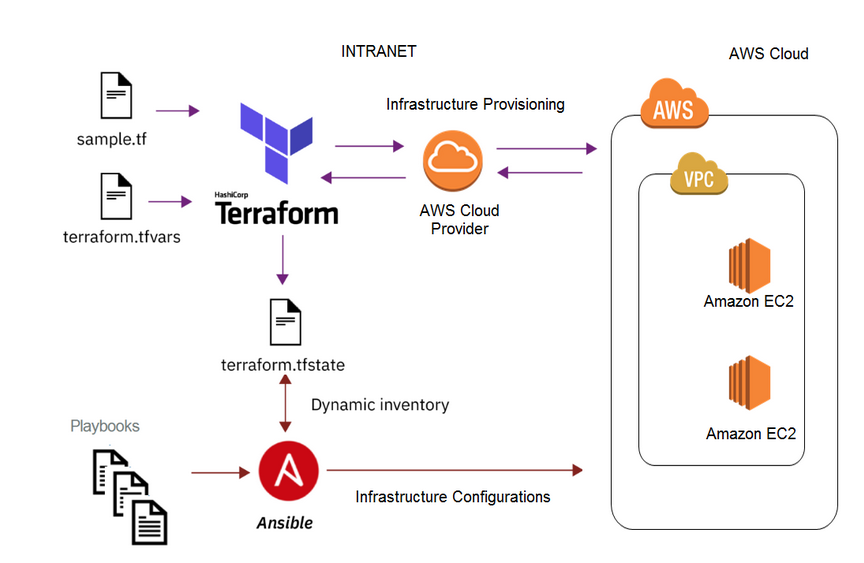 INTRANET
AWS Cloud
Infrastructure Provisioning
AWS
sample.tf
VPC
HashiCorp
Terraform
AWS Cloud
Provider
terraform.tfvars
Amazon EC2
terraform.tfstate
Dynamic inventory
Playbooks
Amazon EC2
Infrastructure Configurations
Ansible